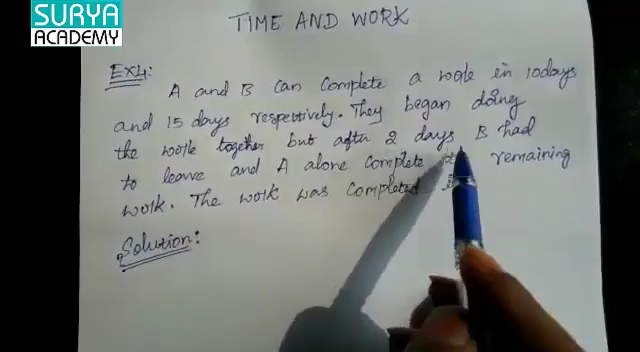 SURYA
ACADEMY
TIME AND WORK
EX4:
A and B can complete a work in 10days
and 15 days respectively. They began doing
the work together but after 2 days B had
to leave and A alone complete remaining
work. The work was completed
Solution: